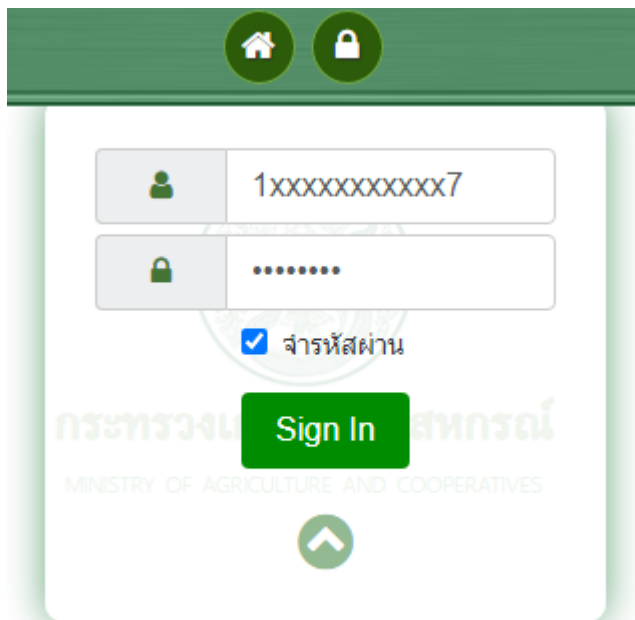 1xxxxxxxxxxx7
••••••••
จำรหัสผ่าน
Sign In
MINISTRY OF AGRICULTURE AND COOPERATIVES